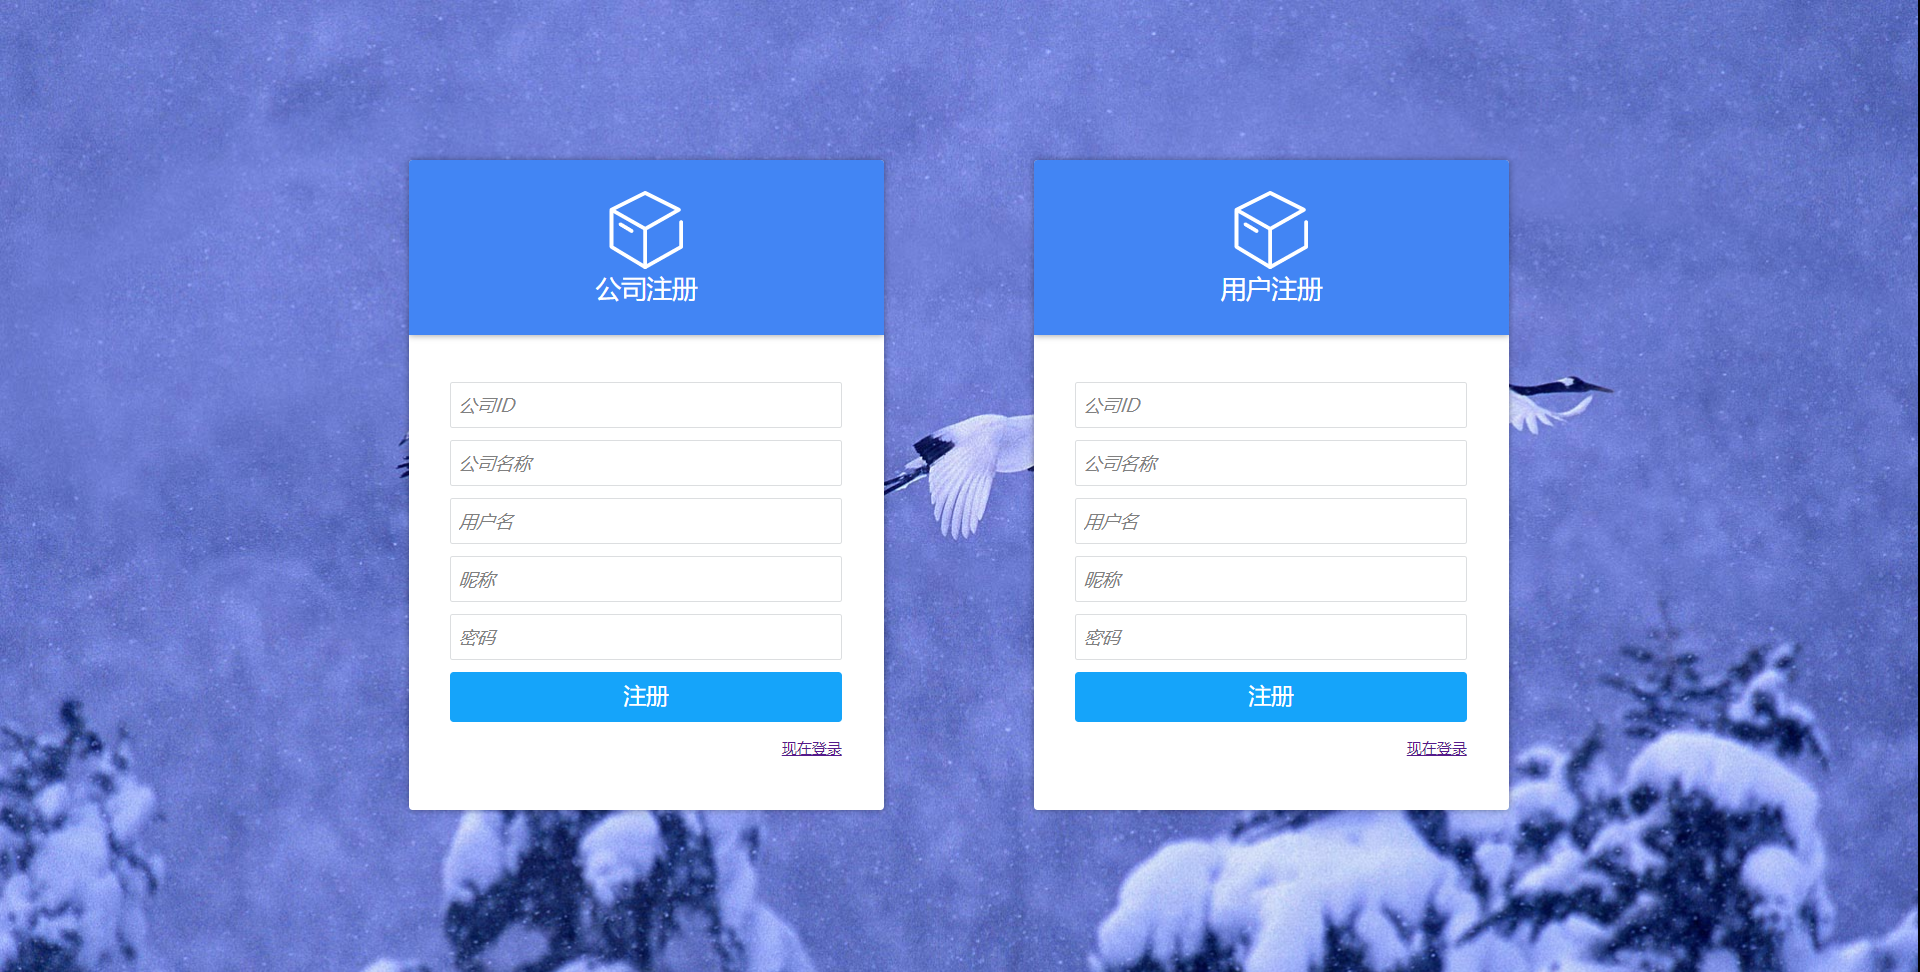 公司注册
公司ID
公司名称
用户名
昵称
密码
注册
现在登录
用户注册
公司ID
公司名称
用户名
昵称
密码
注册
现在登录